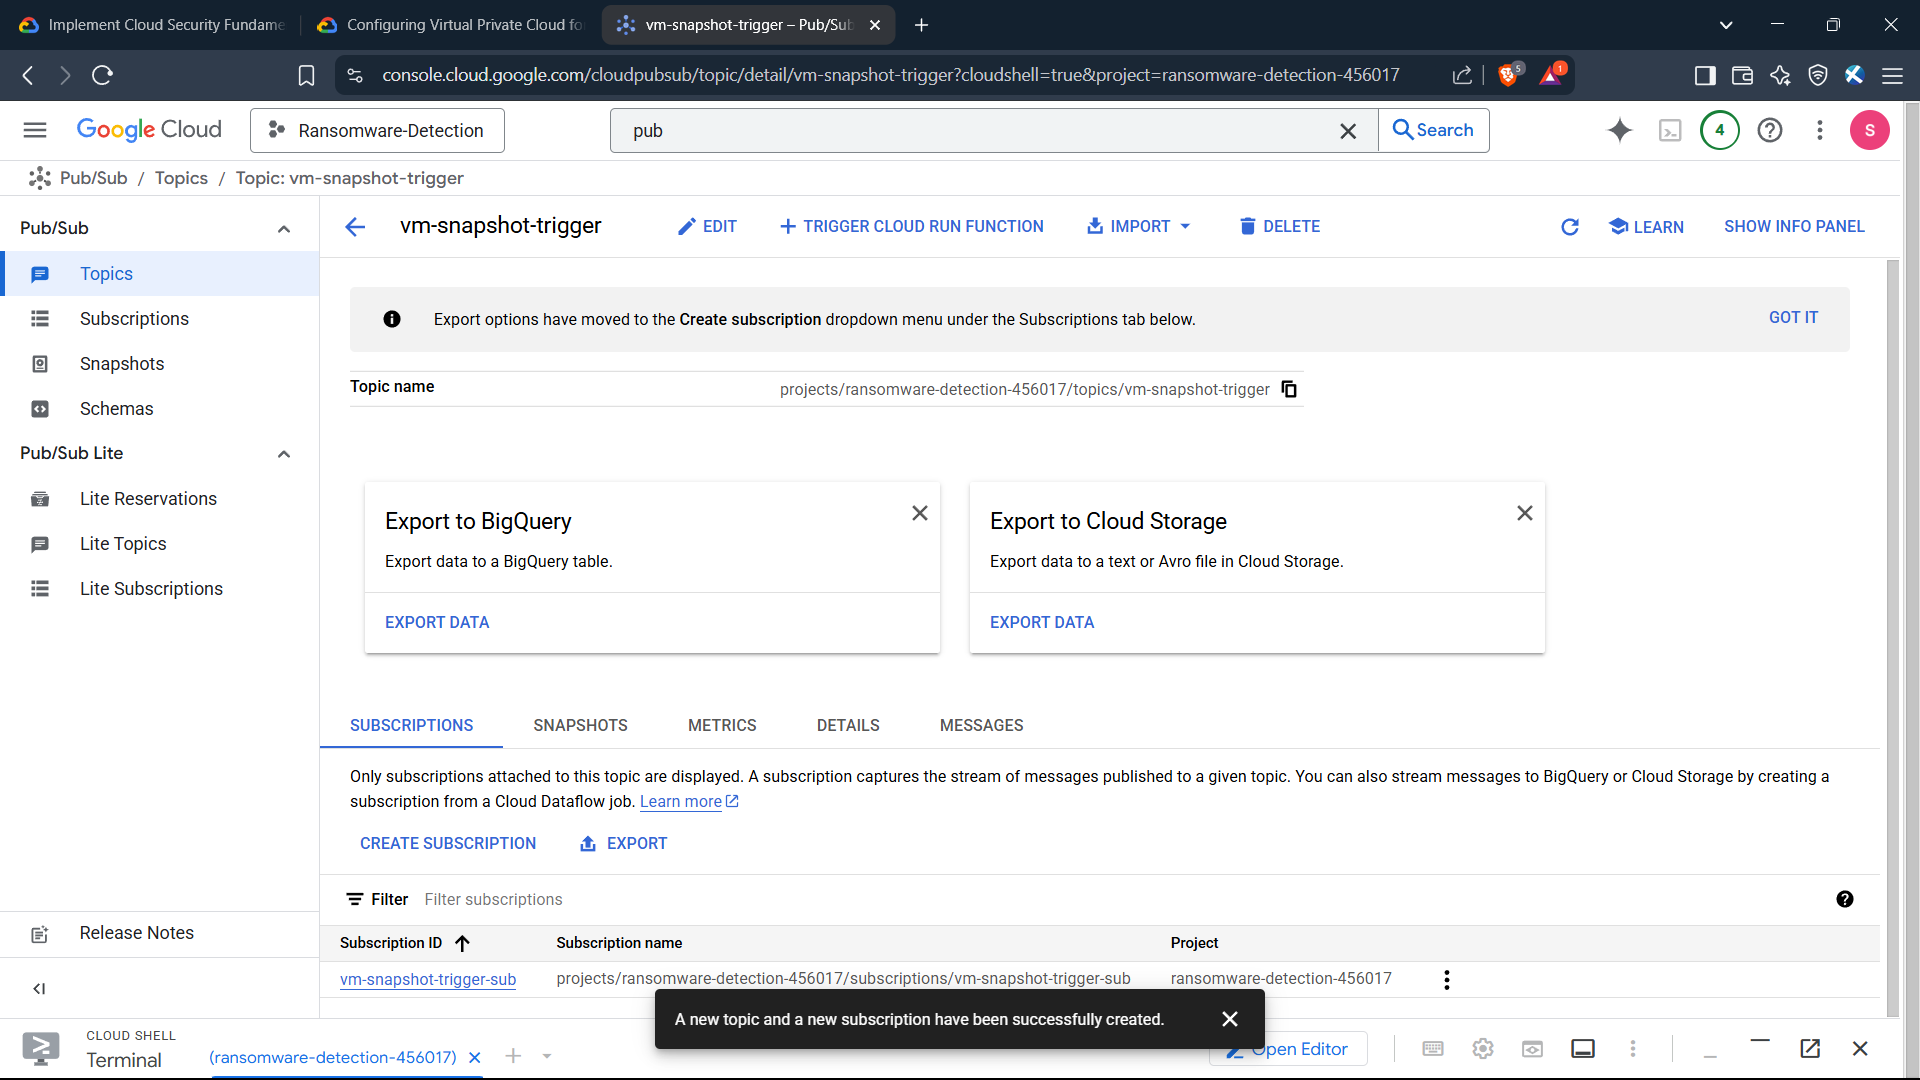 Implement Cloud Security Fundame
Configuring Virtual Private Cloud fo
vm-snapshot-trigger – Pub/Sub
console.cloud.google.com/cloudpubsub/topic/detail/vm-snapshot-trigger?cloudshell=true&project=ransomware-detection-456017
5
1
Google Cloud
Ransomware-Detection
pub
Search
4
S
Pub/Sub / Topics / Topic: vm-snapshot-trigger
Pub/Sub
Topics
Subscriptions
Snapshots
Schemas
Pub/Sub Lite
Lite Reservations
Lite Topics
Lite Subscriptions
Release Notes
vm-snapshot-trigger
EDIT
TRIGGER CLOUD RUN FUNCTION
IMPORT
DELETE
LEARN
SHOW INFO PANEL
Export options have moved to the Create subscription dropdown menu under the Subscriptions tab below.
GOT IT
Topic name
projects/ransomware-detection-456017/topics/vm-snapshot-trigger
Export to BigQuery
Export data to a BigQuery table.
EXPORT DATA
Export to Cloud Storage
Export data to a text or Avro file in Cloud Storage.
EXPORT DATA
SUBSCRIPTIONS
SNAPSHOTS
METRICS
DETAILS
MESSAGES
Only subscriptions attached to this topic are displayed. A subscription captures the stream of messages published to a given topic. You can also stream messages to BigQuery or Cloud Storage by creating a
subscription from a Cloud Dataflow job. Learn more
CREATE SUBSCRIPTION
EXPORT
Filter Filter subscriptions
Subscription ID
Subscription name
Project
vm-snapshot-trigger-sub
projects/ransomware-detection-456017/subscriptions/vm-snapshot-trigger-sub
ransomware-detection-456017
A new topic and a new subscription have been successfully created.
CLOUD SHELL
Terminal
(ransomware-detection-456017)
Open Editor